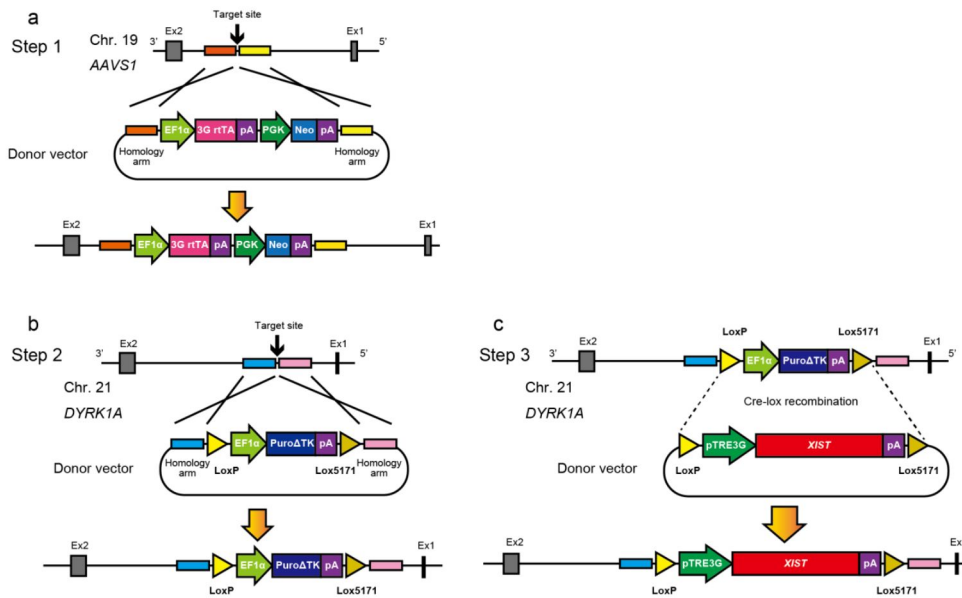 a
Step 1
Chr. 19
AAVS1
Target site
3’
Ex2
Ex1
5’
EF1α
3G rtTA
pA
PGK
Neo
pA
Homology
arm
Homology
arm
Donor vector
Ex2
Ex1
EF1α
3G rtTA
pA
PGK
Neo
pA
b
Step 2
Target site
3’
Ex2
Ex1
5’
Chr. 21
DYRK1A
EF1α
PuroΔTK
pA
Homology
arm
LoxP
Lox5171
Homology
arm
Donor vector
Ex2
Ex1
EF1α
PuroΔTK
pA
LoxP
Lox5171
c
Step 3
LoxP
Lox5171
3’
Ex2
Ex1
5’
EF1α
PuroΔTK
pA
Chr. 21
DYRK1A
Cre-lox recombination
pTRE3G
XIST
pA
LoxP
Lox5171
Donor vector
Ex2
pTRE3G
XIST
pA
LoxP
Lox5171